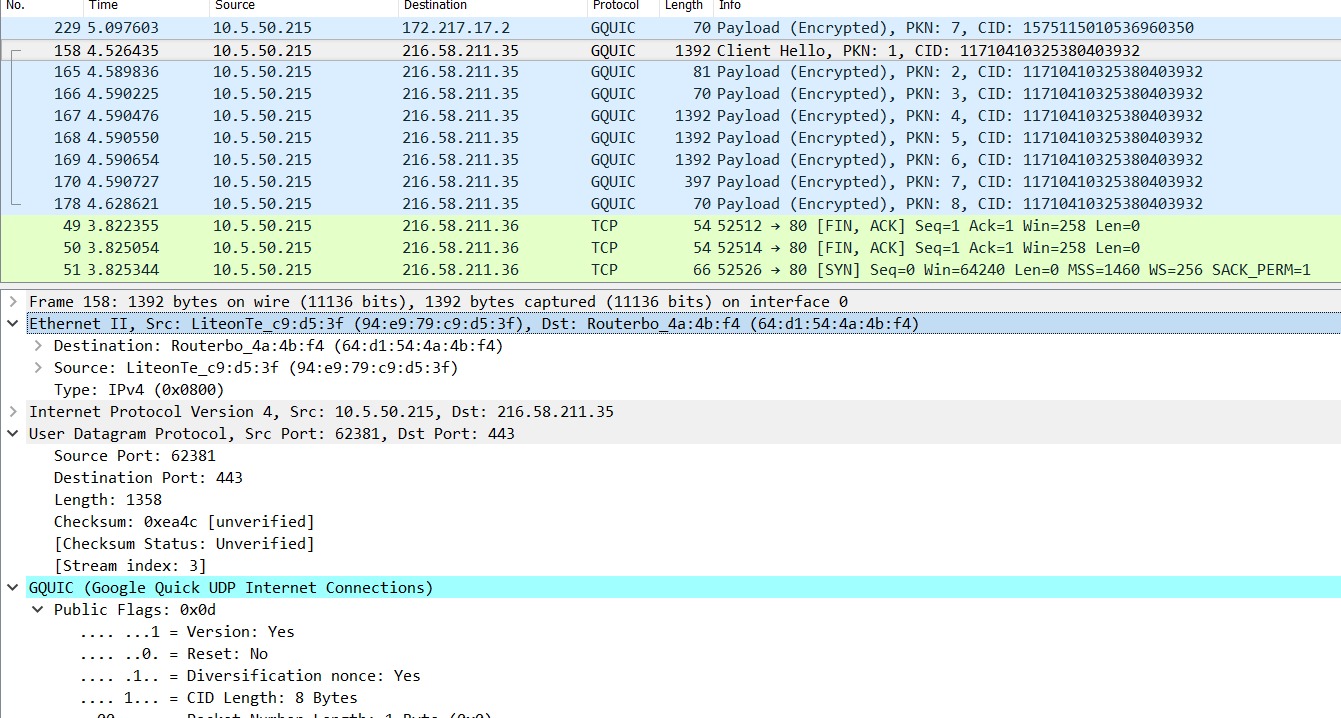 No. Time Source Destination Protocol Length Info
229 5.097603 10.5.50.215 172.217.17.2 GQUIC 70 Payload (Encrypted), PKN: 7, CID: 1575115010536960350
158 4.526435 10.5.50.215 216.58.211.35 GQUIC 1392 Client Hello, PKN: 1, CID: 11710410325380403932
165 4.589836 10.5.50.215 216.58.211.35 GQUIC 81 Payload (Encrypted), PKN: 2, CID: 11710410325380403932
166 4.590225 10.5.50.215 216.58.211.35 GQUIC 70 Payload (Encrypted), PKN: 3, CID: 11710410325380403932
167 4.590476 10.5.50.215 216.58.211.35 GQUIC 1392 Payload (Encrypted), PKN: 4, CID: 11710410325380403932
168 4.590550 10.5.50.215 216.58.211.35 GQUIC 1392 Payload (Encrypted), PKN: 5, CID: 11710410325380403932
169 4.590654 10.5.50.215 216.58.211.35 GQUIC 1392 Payload (Encrypted), PKN: 6, CID: 11710410325380403932
170 4.590727 10.5.50.215 216.58.211.35 GQUIC 397 Payload (Encrypted), PKN: 7, CID: 11710410325380403932
178 4.628621 10.5.50.215 216.58.211.35 GQUIC 70 Payload (Encrypted), PKN: 8, CID: 11710410325380403932
49 3.822355 10.5.50.215 216.58.211.36 TCP 54 52512 → 80 [FIN, ACK] Seq=1 Ack=1 Win=258 Len=0
50 3.825054 10.5.50.215 216.58.211.36 TCP 54 52514 → 80 [FIN, ACK] Seq=1 Ack=1 Win=258 Len=0
51 3.825344 10.5.50.215 216.58.211.36 TCP 66 52526 → 80 [SYN] Seq=0 Win=64240 Len=0 MSS=1460 WS=256 SACK_PERM=1
Frame 158: 1392 bytes on wire (11136 bits), 1392 bytes captured (11136 bits) on interface 0
Ethernet II, Src: LiteonTe_c9:d5:3f (94:e9:79:c9:d5:3f), Dst: Routerbo_4a:4b:f4 (64:d1:54:4a:4b:f4)
Destination: Routerbo_4a:4b:f4 (64:d1:54:4a:4b:f4)
Source: LiteonTe_c9:d5:3f (94:e9:79:c9:d5:3f)
Type: IPv4 (0x0800)
Internet Protocol Version 4, Src: 10.5.50.215, Dst: 216.58.211.35
User Datagram Protocol, Src Port: 62381, Dst Port: 443
Source Port: 62381
Destination Port: 443
Length: 1358
Checksum: 0xea4c [unverified]
[Checksum Status: Unverified]
[Stream index: 3]
GQUIC (Google Quick UDP Internet Connections)
Public Flags: 0x0d
.... ...1 = Version: Yes
.... ..0. = Reset: No
.... .1.. = Diversification nonce: Yes
.... 1... = CID Length: 8 Bytes
..00 .... = Packet Number Length: 1 Byte (0x0)